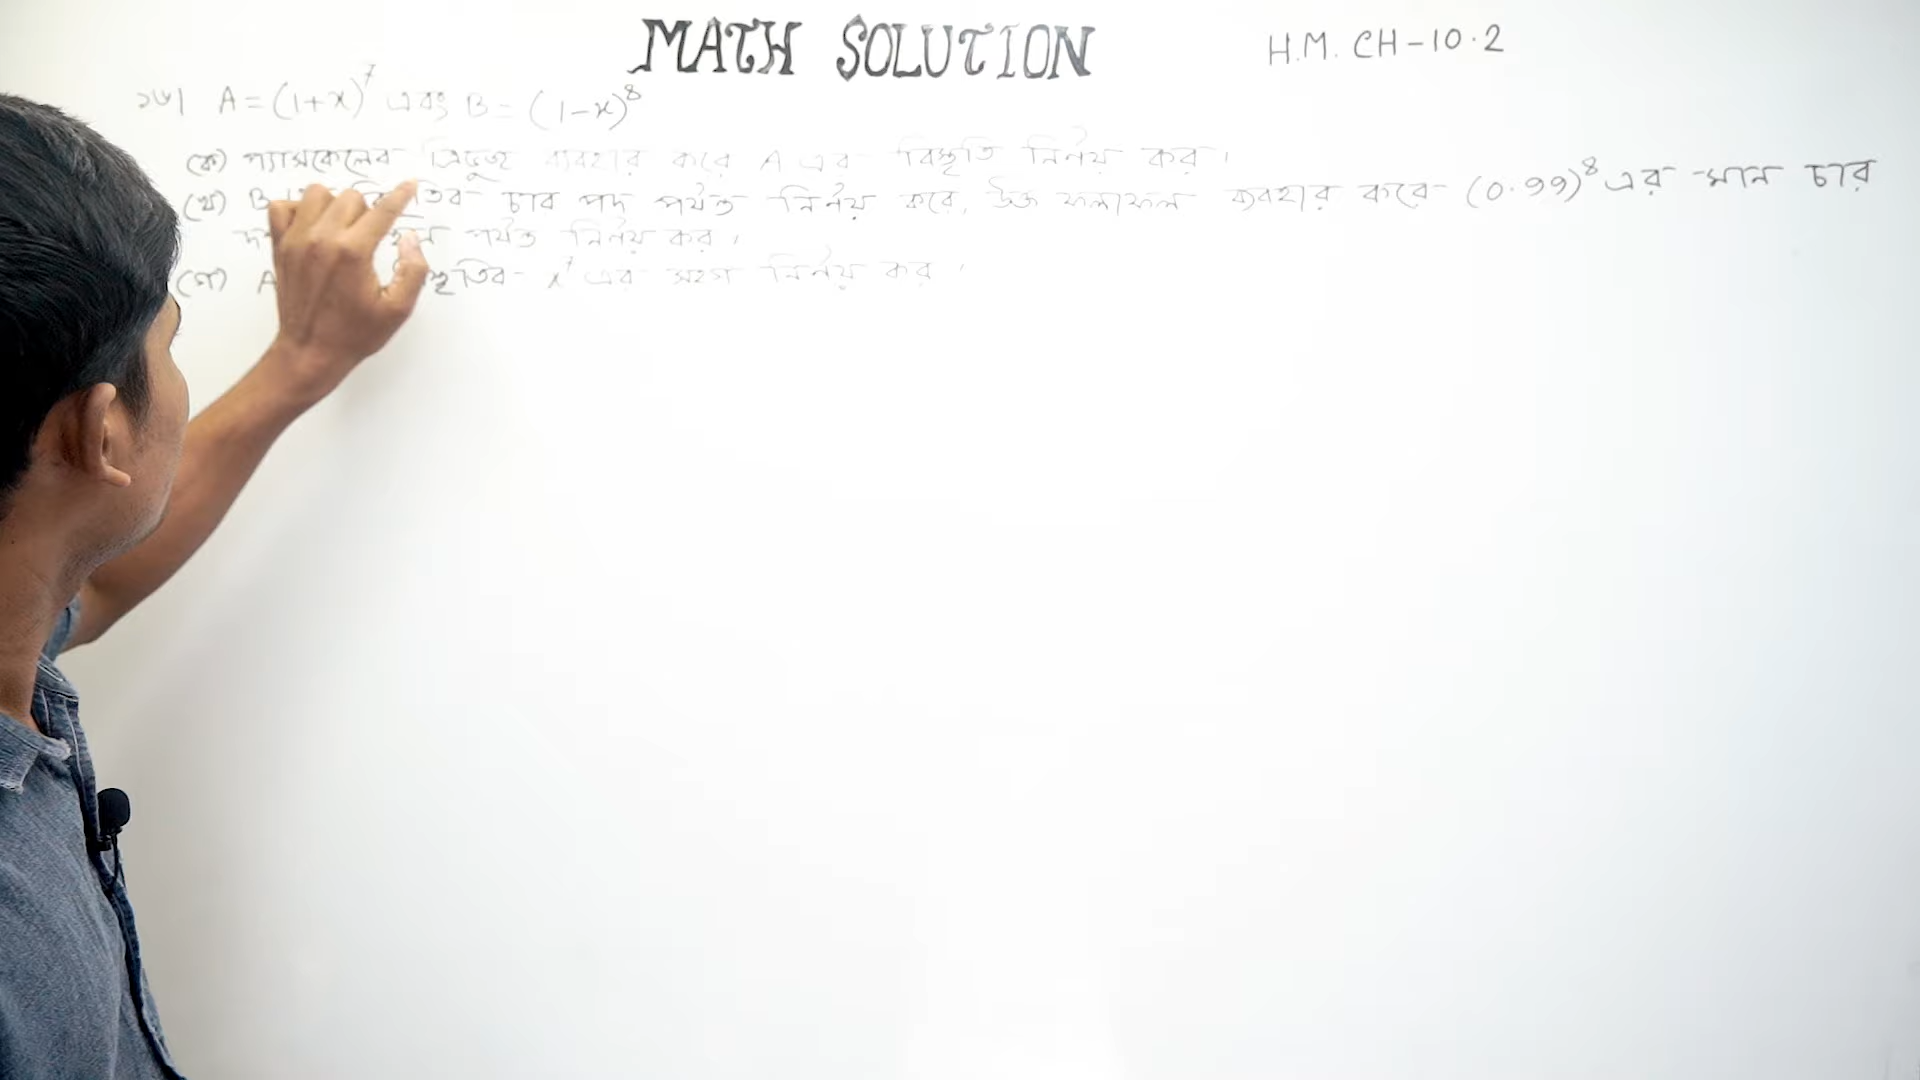 MATH SOLUTION
H.M. CH-10.2
১৬। A = (1+x)⁷ এবং B = (1-x)⁸
(ক) প্যাসকেলের ত্রিভুজ ব্যবহার করে A এর বিস্তৃতি নির্ণয় কর।
(খ) B চার পদ পর্যন্ত নির্ণয় করে, উক্ত ফলাফল ব্যবহার করে (0.99)⁸ এর মান চার
পর্যন্ত নির্ণয় কর।
(গ) A x⁷ এর সহগ নির্ণয় কর।